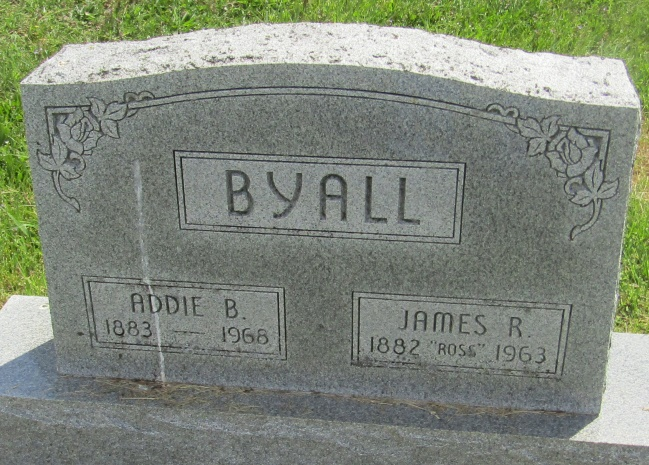 BYALL
ADDIE B.
1883 — 1968
JAMES R.
1882 "ROSS" 1963